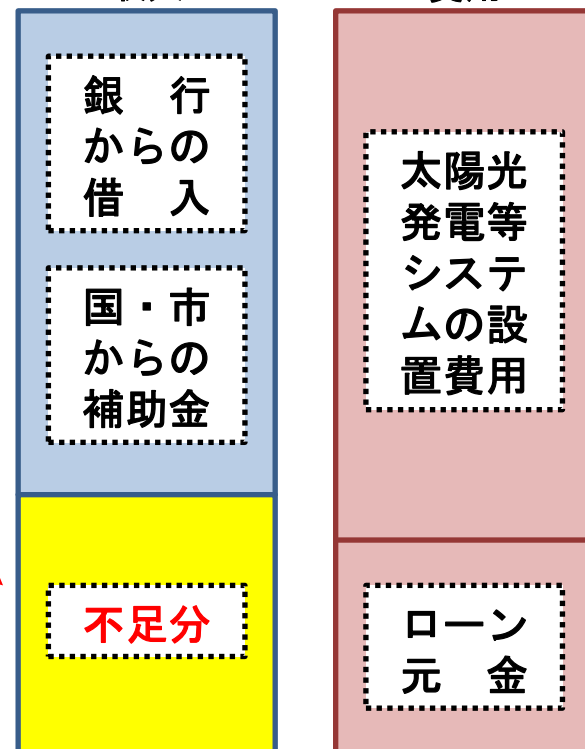 銀　行
からの
借　入
国・市
からの
補助金
不足分
太陽光
発電等
システ
ムの設
置費用
ローン
元　金